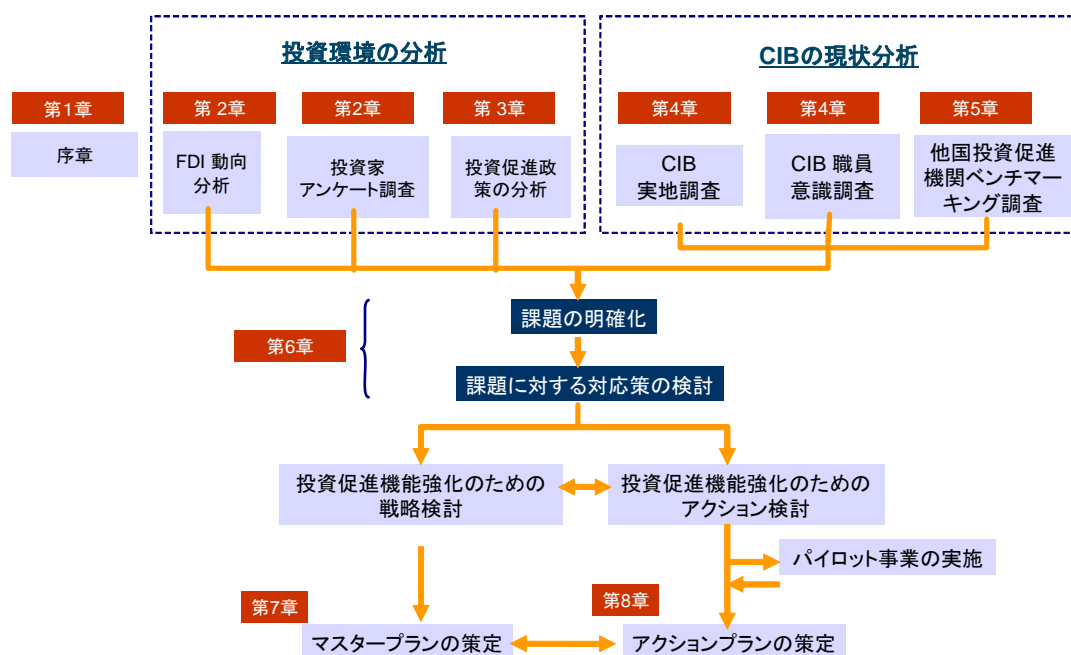 投資環境の分析
CIBの現状分析
第1章
第 2章
第2章
第 3章
第4章
第4章
第5章
序章
FDI 動向
分析
投資家
アンケート調査
投資促進政
策の分析
CIB
実地調査
CIB 職員
意識調査
他国投資促進
機関ベンチマー
キング調査
課題の明確化
第6章
課題に対する対応策の検討
投資促進機能強化のための
戦略検討
投資促進機能強化のための
アクション検討
パイロット事業の実施
第7章
第8章
マスタープランの策定
アクションプランの策定